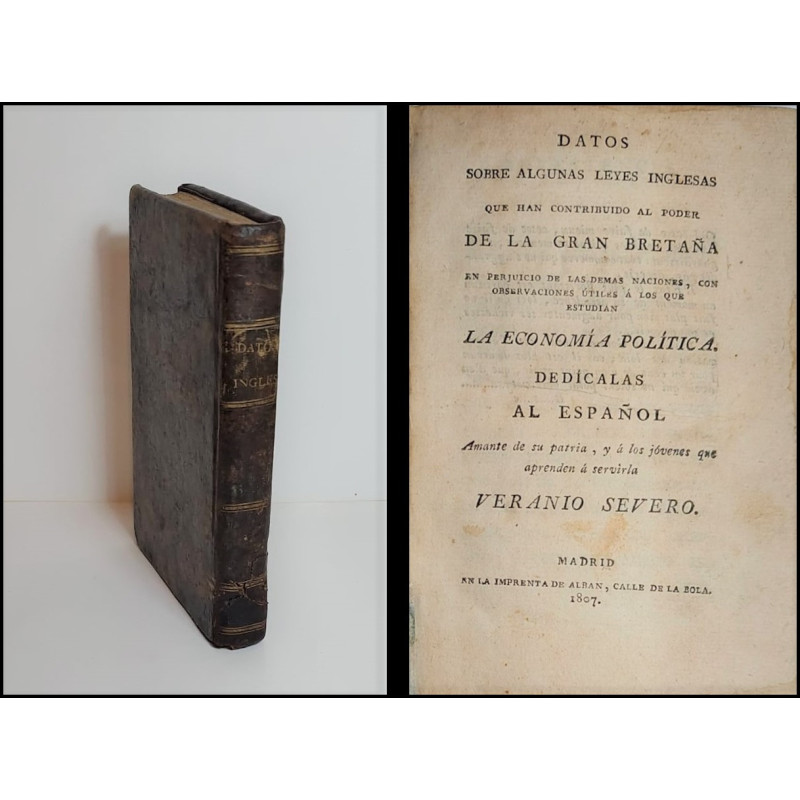 DATOS
INGLES
DATOS
SOBRE ALGUNAS LEYES INGLESAS
QUE HAN CONTRIBUIDO AL PODER
DE LA GRAN BRETAÑA
EN PERJUICIO DE LAS DEMAS NACIONES, CON
OBSERVACIONES ÚTILES Á LOS QUE
ESTUDIAN
LA ECONOMÍA POLÍTICA.
DEDÍCALAS
AL ESPAÑOL
Amante de su patria, y á los jóvenes que
aprenden á servirla
VERANIO SEVERO.
MADRID
EN LA IMPRENTA DE ALBAN, CALLE DE LA BOLA.
1807.